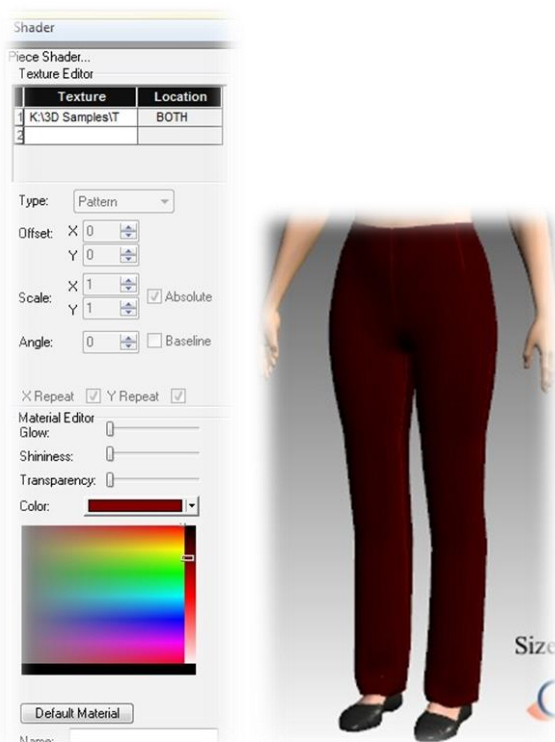 Shader
Piece Shader...
Texture Editor
Texture Location
1 K:\3D Samples\T BOTH
2
Type: Pattern
Offset: X 0
Y 0
Scale: X 1 Absolute
Y 1
Angle: 0 Baseline
X Repeat Y Repeat
Material Editor
Glow:
Shininess:
Transparency:
Color:
Default Material
Name:
Size